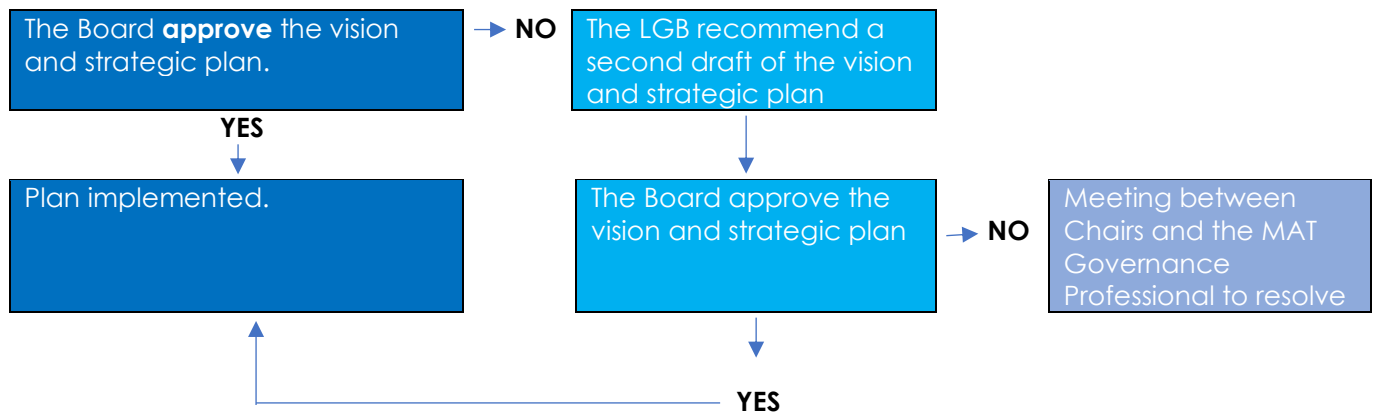 The Board approve the vision
and strategic plan.
NO
The LGB recommend a
second draft of the vision
and strategic plan
YES
Plan implemented.
The Board approve the
vision and strategic plan
NO
Meeting between
Chairs and the MAT
Governance
Professional to resolve
YES